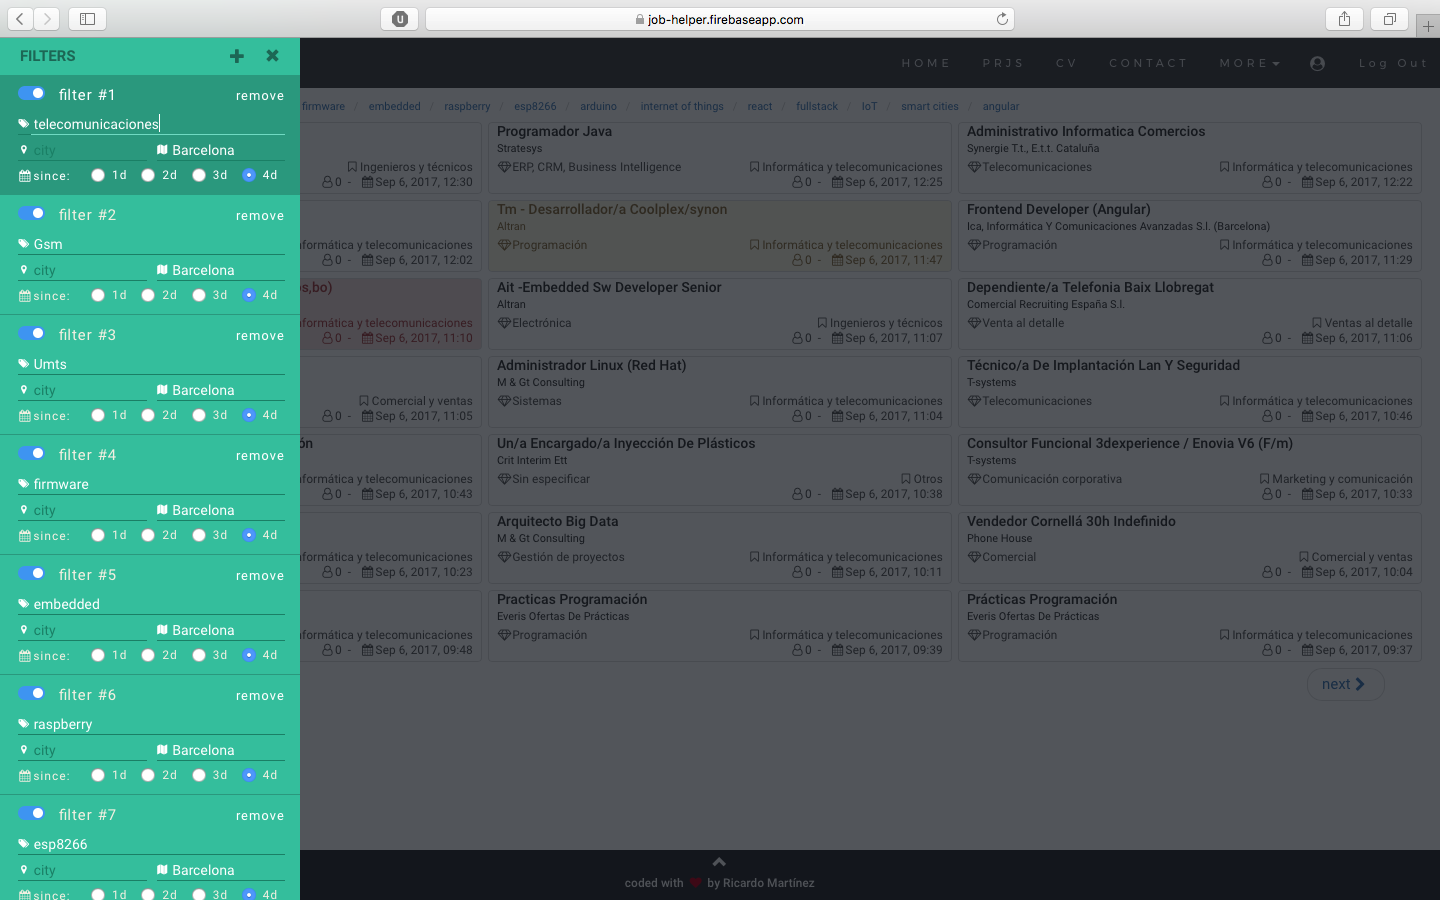 job-helper.firebaseapp.com
FILTERS
filter #1
remove
telecomunicaciones
city
Barcelona
since:
1d
2d
3d
4d
filter #2
remove
Gsm
city
Barcelona
since:
1d
2d
3d
4d
filter #3
remove
Umts
city
Barcelona
since:
1d
2d
3d
4d
filter #4
remove
firmware
city
Barcelona
since:
1d
2d
3d
4d
filter #5
remove
embedded
city
Barcelona
since:
1d
2d
3d
4d
filter #6
remove
raspberry
city
Barcelona
since:
1d
2d
3d
4d
filter #7
remove
esp8266
city
Barcelona
since:
1d
2d
3d
4d
HOME PRJS CV CONTACT MORE Log Out
firmware / embedded / raspberry / esp8266 / arduino / internet of things / react / fullstack / IoT / smart cities / angular
Ingenieros y técnicos
0 - Sep 6, 2017, 12:30
Programador Java
Stratesys
ERP, CRM, Business Intelligence
Informática y telecomunicaciones
0 - Sep 6, 2017, 12:25
Administrativo Informatica Comercios
Synergie T.t., E.t.t. Cataluña
Telecomunicaciones
Informática y telecomunicaciones
0 - Sep 6, 2017, 12:22
formática y telecomunicaciones
0 - Sep 6, 2017, 12:02
Tm - Desarrollador/a Coolplex/synon
Altran
Programación
Informática y telecomunicaciones
0 - Sep 6, 2017, 11:47
Frontend Developer (Angular)
Ica, Informática Y Comunicaciones Avanzadas S.l. (Barcelona)
Programación
Informática y telecomunicaciones
0 - Sep 6, 2017, 11:29
s,bo)
formática y telecomunicaciones
0 - Sep 6, 2017, 11:10
Ait -Embedded Sw Developer Senior
Altran
Electrónica
Ingenieros y técnicos
0 - Sep 6, 2017, 11:07
Dependiente/a Telefonia Baix Llobregat
Comercial Recruiting España S.l.
Venta al detalle
Ventas al detalle
0 - Sep 6, 2017, 11:06
Comercial y ventas
0 - Sep 6, 2017, 11:05
Administrador Linux (Red Hat)
M & Gt Consulting
Sistemas
Informática y telecomunicaciones
0 - Sep 6, 2017, 11:04
Técnico/a De Implantación Lan Y Seguridad
T-systems
Telecomunicaciones
Informática y telecomunicaciones
0 - Sep 6, 2017, 10:46
ón
formática y telecomunicaciones
0 - Sep 6, 2017, 10:43
Un/a Encargado/a Inyección De Plásticos
Crit Interim Ett
Sin especificar
Otros
0 - Sep 6, 2017, 10:38
Consultor Funcional 3dexperience / Enovia V6 (F/m)
T-systems
Comunicación corporativa
Marketing y comunicación
0 - Sep 6, 2017, 10:33
formática y telecomunicaciones
0 - Sep 6, 2017, 10:23
Arquitecto Big Data
M & Gt Consulting
Gestión de proyectos
Informática y telecomunicaciones
0 - Sep 6, 2017, 10:11
Vendedor Cornellá 30h Indefinido
Phone House
Comercial
Comercial y ventas
0 - Sep 6, 2017, 10:04
formática y telecomunicaciones
0 - Sep 6, 2017, 09:48
Practicas Programación
Everis Ofertas De Prácticas
Programación
Informática y telecomunicaciones
0 - Sep 6, 2017, 09:39
Prácticas Programación
Everis Ofertas De Prácticas
Programación
Informática y telecomunicaciones
0 - Sep 6, 2017, 09:37
next
coded with ❤ by Ricardo Martínez